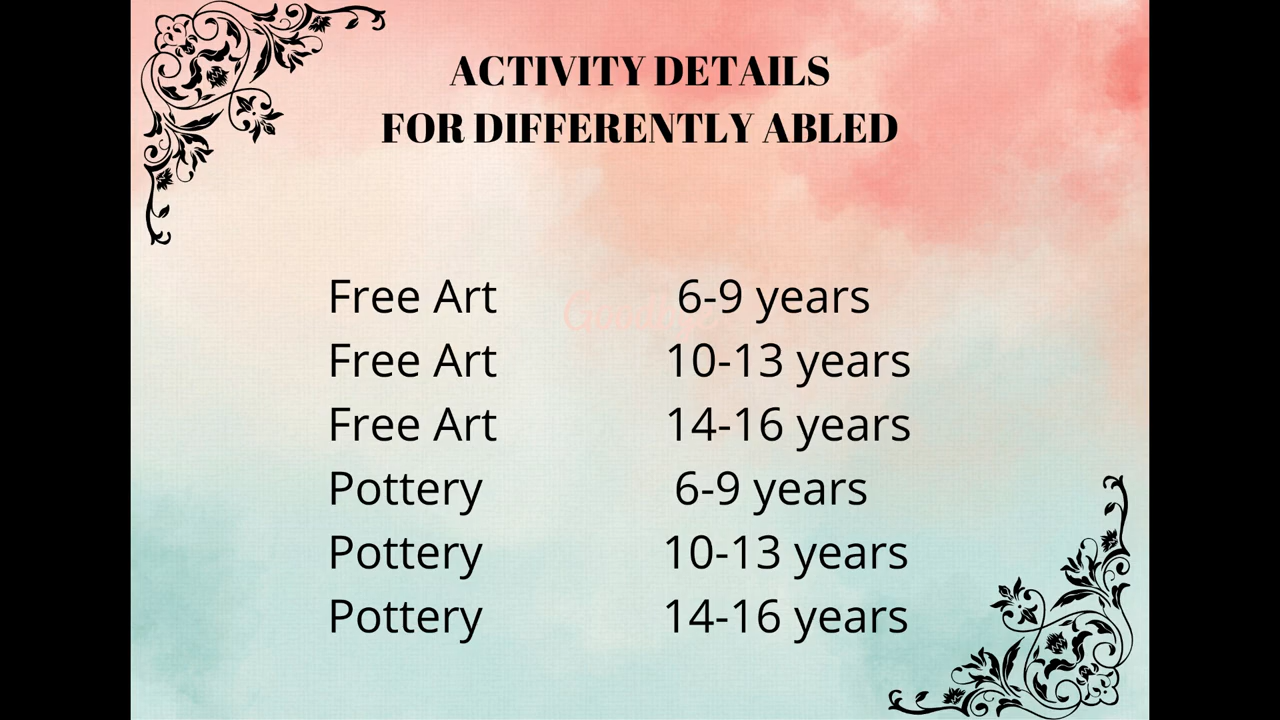 ACTIVITY DETAILS
FOR DIFFERENTLY ABLED
Free Art 6-9 years
Free Art 10-13 years
Free Art 14-16 years
Pottery 6-9 years
Pottery 10-13 years
Pottery 14-16 years